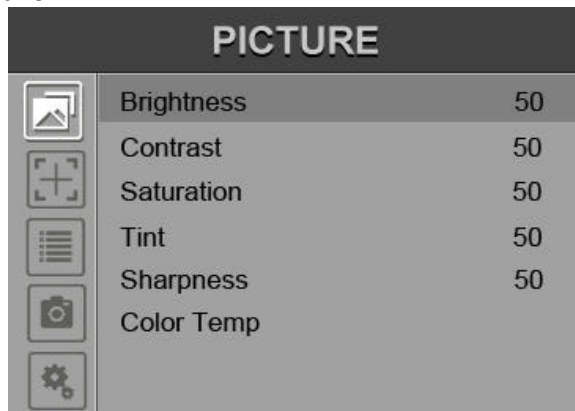 PICTURE
Brightness 50
Contrast 50
Saturation 50
Tint 50
Sharpness 50
Color Temp